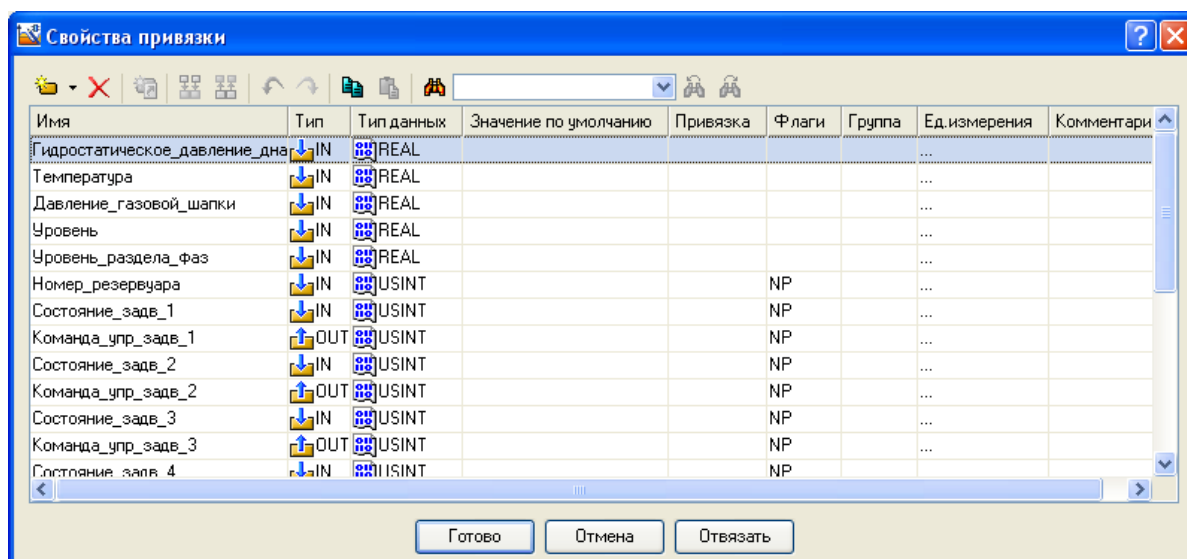 Свойства привязки
Имя Тип Тип данных Значение по умолчанию Привязка Флаги Группа Ед.измерения Комментари
Гидростатическое_давление_дна IN REAL ...
Температура IN REAL ...
Давление_газовой_шапки IN REAL ...
Уровень IN REAL ...
Уровень_раздела_фаз IN REAL ...
Номер_резервуара IN USINT NP ...
Состояние_задв_1 IN USINT NP ...
Команда_упр_задв_1 OUT USINT NP ...
Состояние_задв_2 IN USINT NP ...
Команда_упр_задв_2 OUT USINT NP ...
Состояние_задв_3 IN USINT NP ...
Команда_упр_задв_3 OUT USINT NP ...
Состояние_задв_4 IN USINT NP ...
Готово Отмена Отвязать